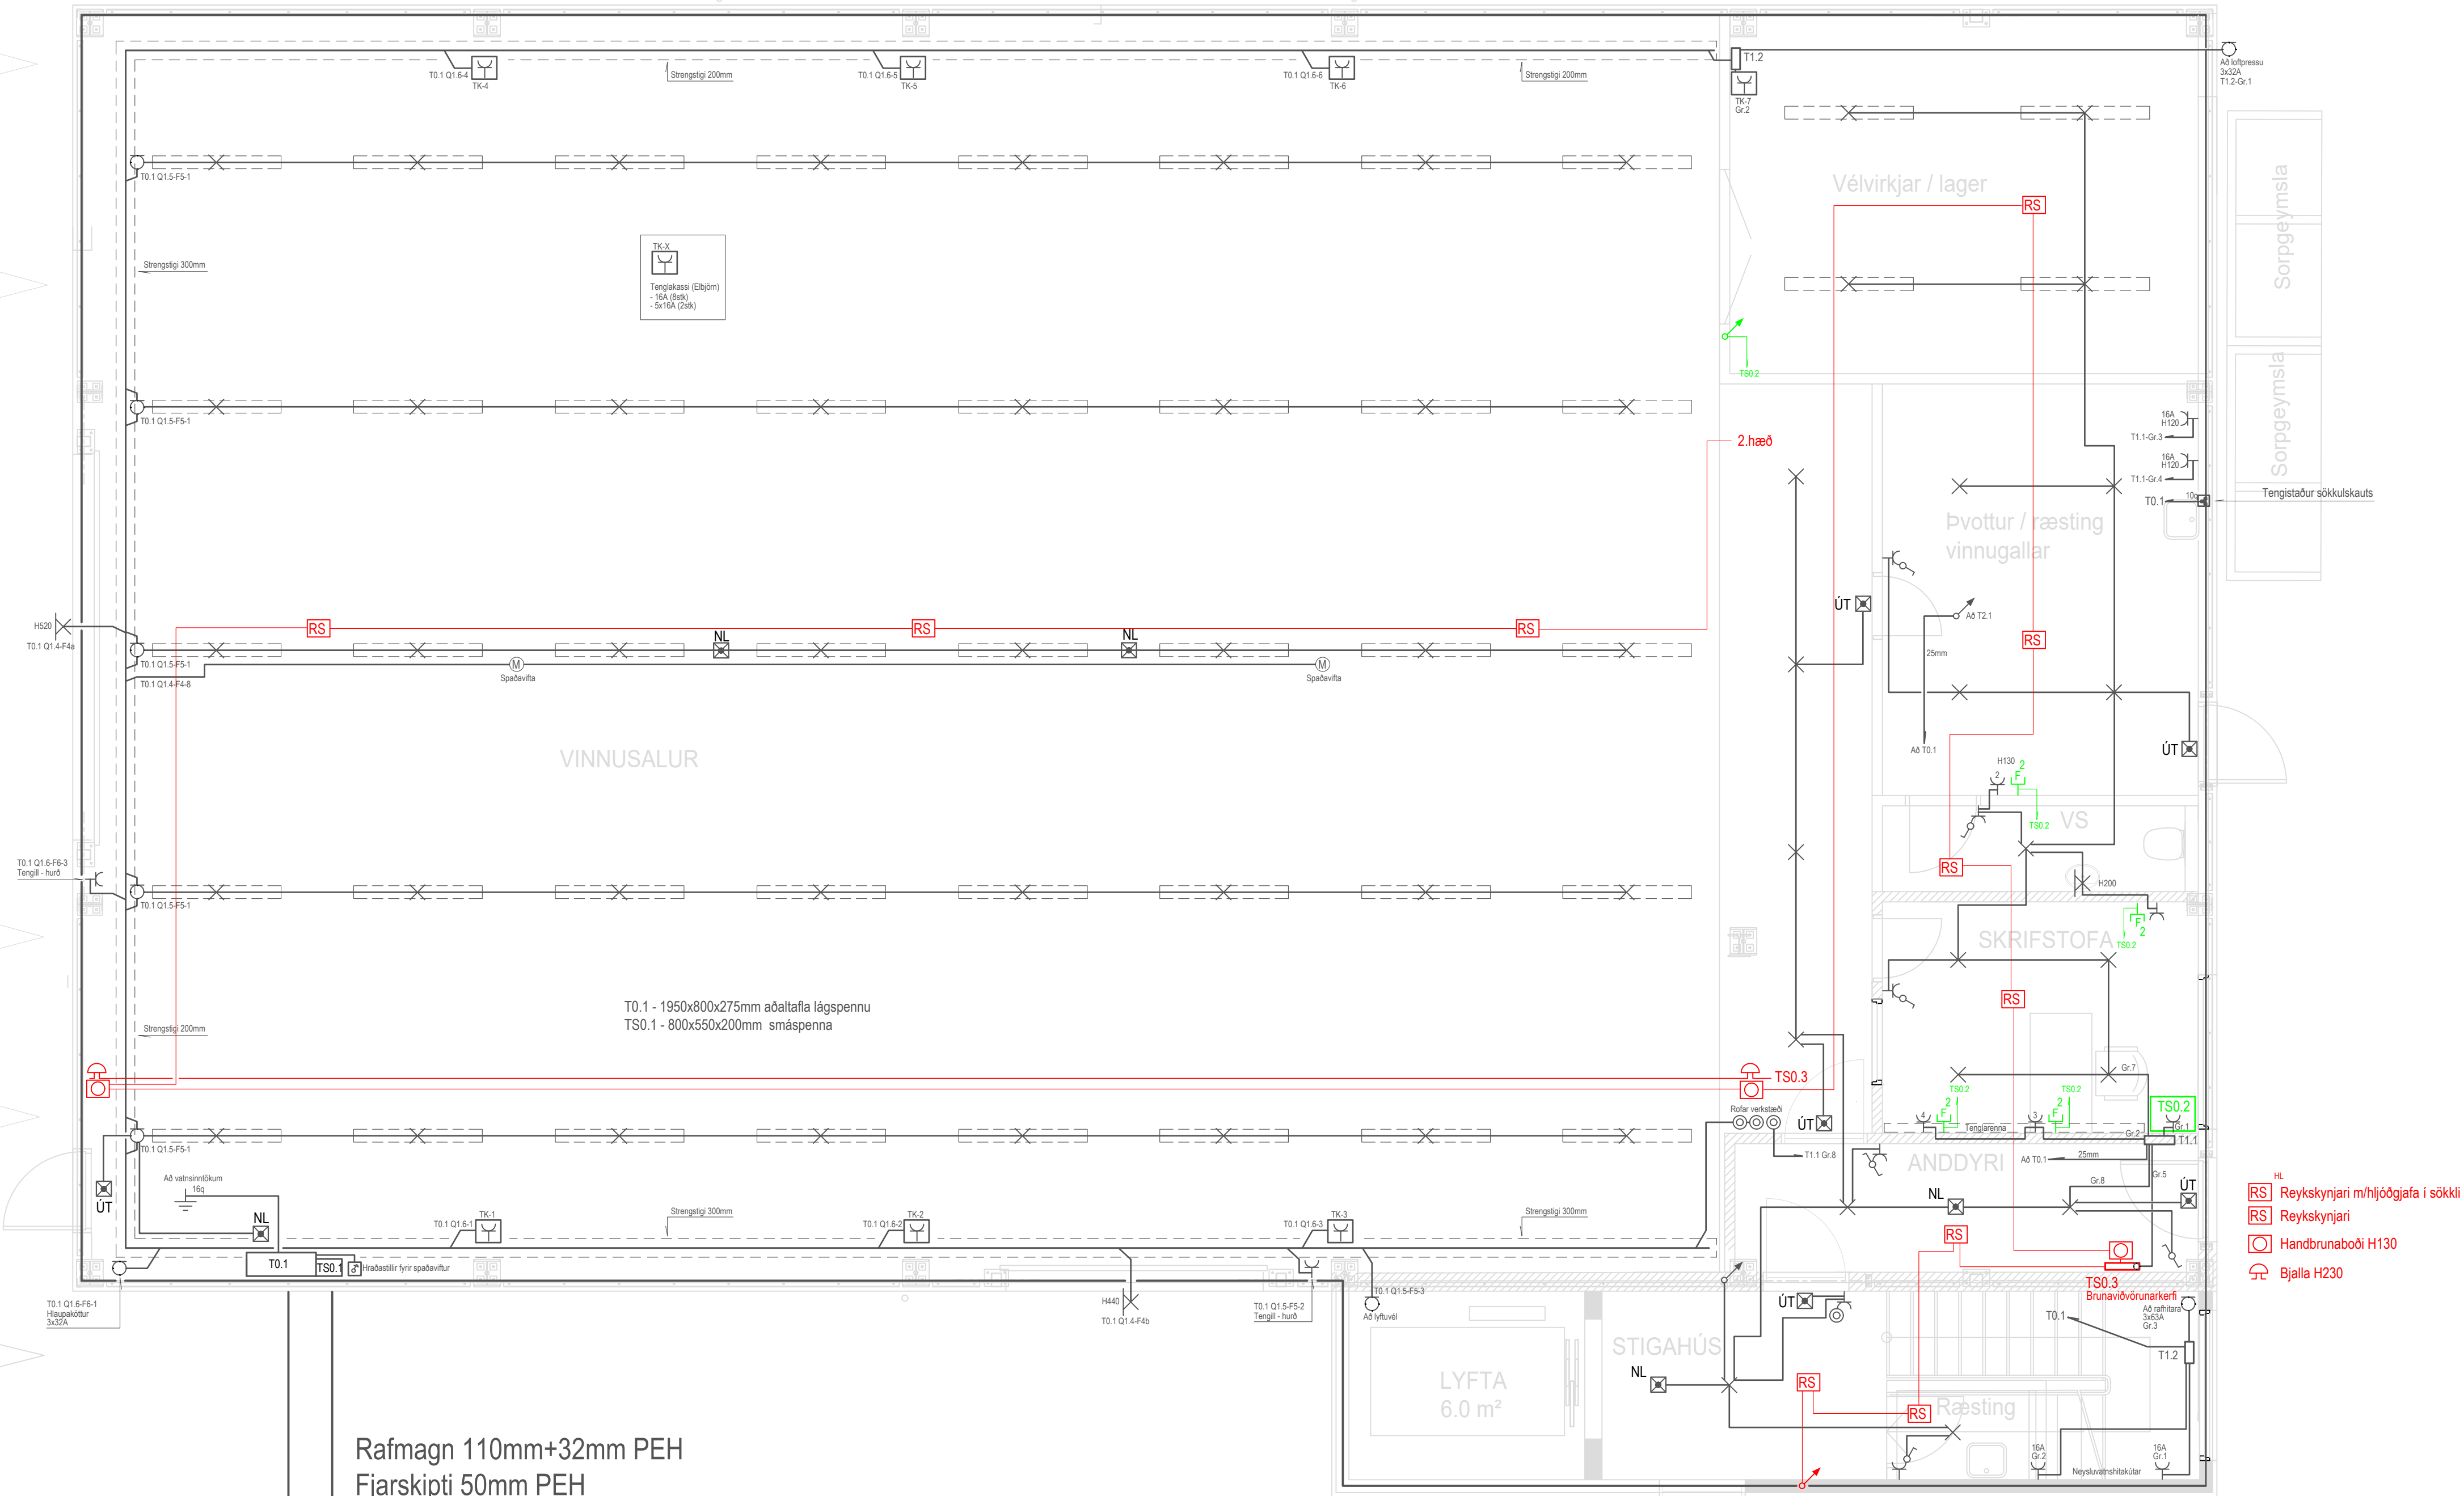 T0.1 Q1.6-4
TK-4
Strengstigi 200mm
T0.1 Q1.6-5
TK-5
T0.1 Q1.6-6
TK-6
Strengstigi 200mm
T1.2
TK-7
Gr.2
Að loftpressu
3x32A
T1.2-Gr.1
T0.1 Q1.5-F5-1
Vélvirkjar / lager
RS
Sorpgeymsla
Strengstigi 300mm
TK-X
Tenglakassi (Elbjörn)
- 16A (8stk)
- 5x16A (2stk)
TS0.2
Sorpgeymsla
T0.1 Q1.5-F5-1
2.hæð
16A
H120
T1.1-Gr.3
16A
H120
T1.1-Gr.4
T0.1
10q
Tengistaður sökkulskauts
Þvottur / ræsting
vinnugallar
H520
T0.1 Q1.4-F4a
RS
RS
RS
NL
NL
ÚT
Að T2.1
RS
25mm
T0.1 Q1.5-F5-1
T0.1 Q1.4-F4-8
M
Spaðavifta
M
Spaðavifta
Að T0.1
ÚT
VINNUSALUR
H130
2
2
F
TS0.2
VS
T0.1 Q1.6-F6-3
Tengill - hurð
RS
H200
T0.1 Q1.5-F5-1
F
2
TS0.2
SKRIFSTOFA
RS
T0.1 - 1950x800x275mm aðaltafla lágspennu
TS0.1 - 800x550x200mm smáspenna
Strengstigi 200mm
TS0.3
Gr.7
TS0.2
2
F
4
TS0.2
2
F
3
TS0.2
Gr.1
Tenglarenna
Gr.2
T1.1
Rofar verkstæði
ÚT
T1.1 Gr.8
T0.1 Q1.5-F5-1
ANDDYRI
Að T0.1
25mm
Gr.5
Gr.8
ÚT
NL
Að vatnsinntökum
16q
ÚT
NL
TK-1
T0.1 Q1.6-1
Strengstigi 300mm
TK-2
T0.1 Q1.6-2
TK-3
T0.1 Q1.6-3
Strengstigi 300mm
HL
RS Reykskynjari m/hljóðgjafa í sökkli
RS Reykskynjari
Handbrunaboði H130
Bjalla H230
RS
T0.1
TS0.1
Hraðastillir fyrir spaðaviftur
TS0.3
Brunaviðvörunarkerfi
T0.1 Q1.6-F6-1
Hlaupaköttur
3x32A
H440
T0.1 Q1.4-F4b
T0.1 Q1.5-F5-2
Tengill - hurð
T0.1 Q1.5-F5-3
Að lyftuvél
ÚT
Að rafhitara
3x63A
Gr.3
T0.1
T1.2
STIGAHÚS
NL
RS
LYFTA
6.0 m²
RS
Ræsting
16A
Gr.2
16A
Gr.1
Neysluvatnshitakútar
Rafmagn 110mm+32mm PEH
Fjarskipti 50mm PEH